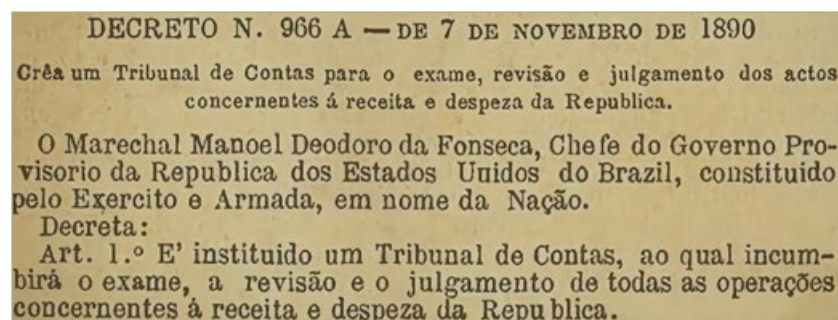 DECRETO N. 966 A — DE 7 DE NOVEMBRO DE 1890
Crêa um Tribunal de Contas para o exame, revisão e julgamento dos actos
concernentes á receita e despeza da Republica.
O Marechal Manoel Deodoro da Fonseca, Chefe do Governo Pro-
visorio da Republica dos Estados Unidos do Brazil, constituido
pelo Exercito e Armada, em nome da Nação.
Decreta:
Art. 1.º E' instituido um Tribunal de Contas, ao qual incum-
birá o exame, a revisão e o julgamento de todas as operações
concernentes á receita e despeza da Republica.